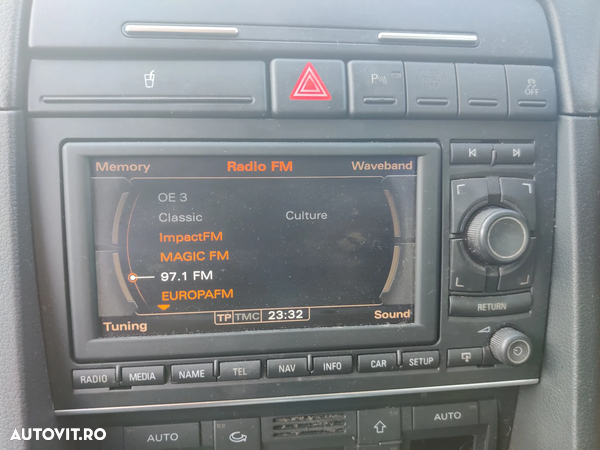 P
OFF
Memory Radio FM Waveband
OE 3
Classic Culture
ImpactFM
MAGIC FM
97.1 FM
EUROPAFM
Tuning TP TMC 23:32 Sound
RETURN
RADIO MEDIA NAME TEL NAV INFO CAR SETUP
AUTO AUTO
AUTOVIT.RO